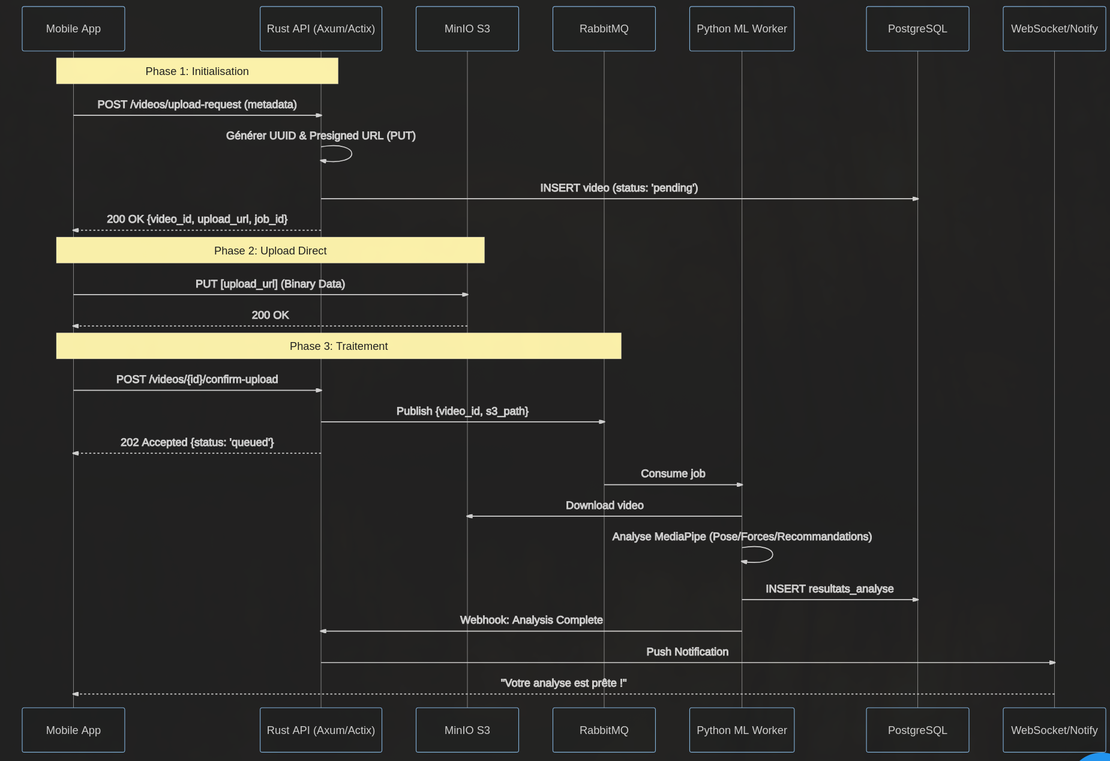 Mobile App
Rust API (Axum/Actix)
MinIO S3
RabbitMQ
Python ML Worker
PostgreSQL
WebSocket/Notify
Phase 1: Initialisation
POST /videos/upload-request (metadata)
Générer UUID & Presigned URL (PUT)
INSERT video (status: 'pending')
200 OK {video_id, upload_url, job_id}
Phase 2: Upload Direct
PUT [upload_url] (Binary Data)
200 OK
Phase 3: Traitement
POST /videos/{id}/confirm-upload
Publish {video_id, s3_path}
202 Accepted {status: 'queued'}
Consume job
Download video
Analyse MediaPipe (Pose/Forces/Recommandations)
INSERT resultats_analyse
Webhook: Analysis Complete
Push Notification
"Votre analyse est prête !"
Mobile App
Rust API (Axum/Actix)
MinIO S3
RabbitMQ
Python ML Worker
PostgreSQL
WebSocket/Notify